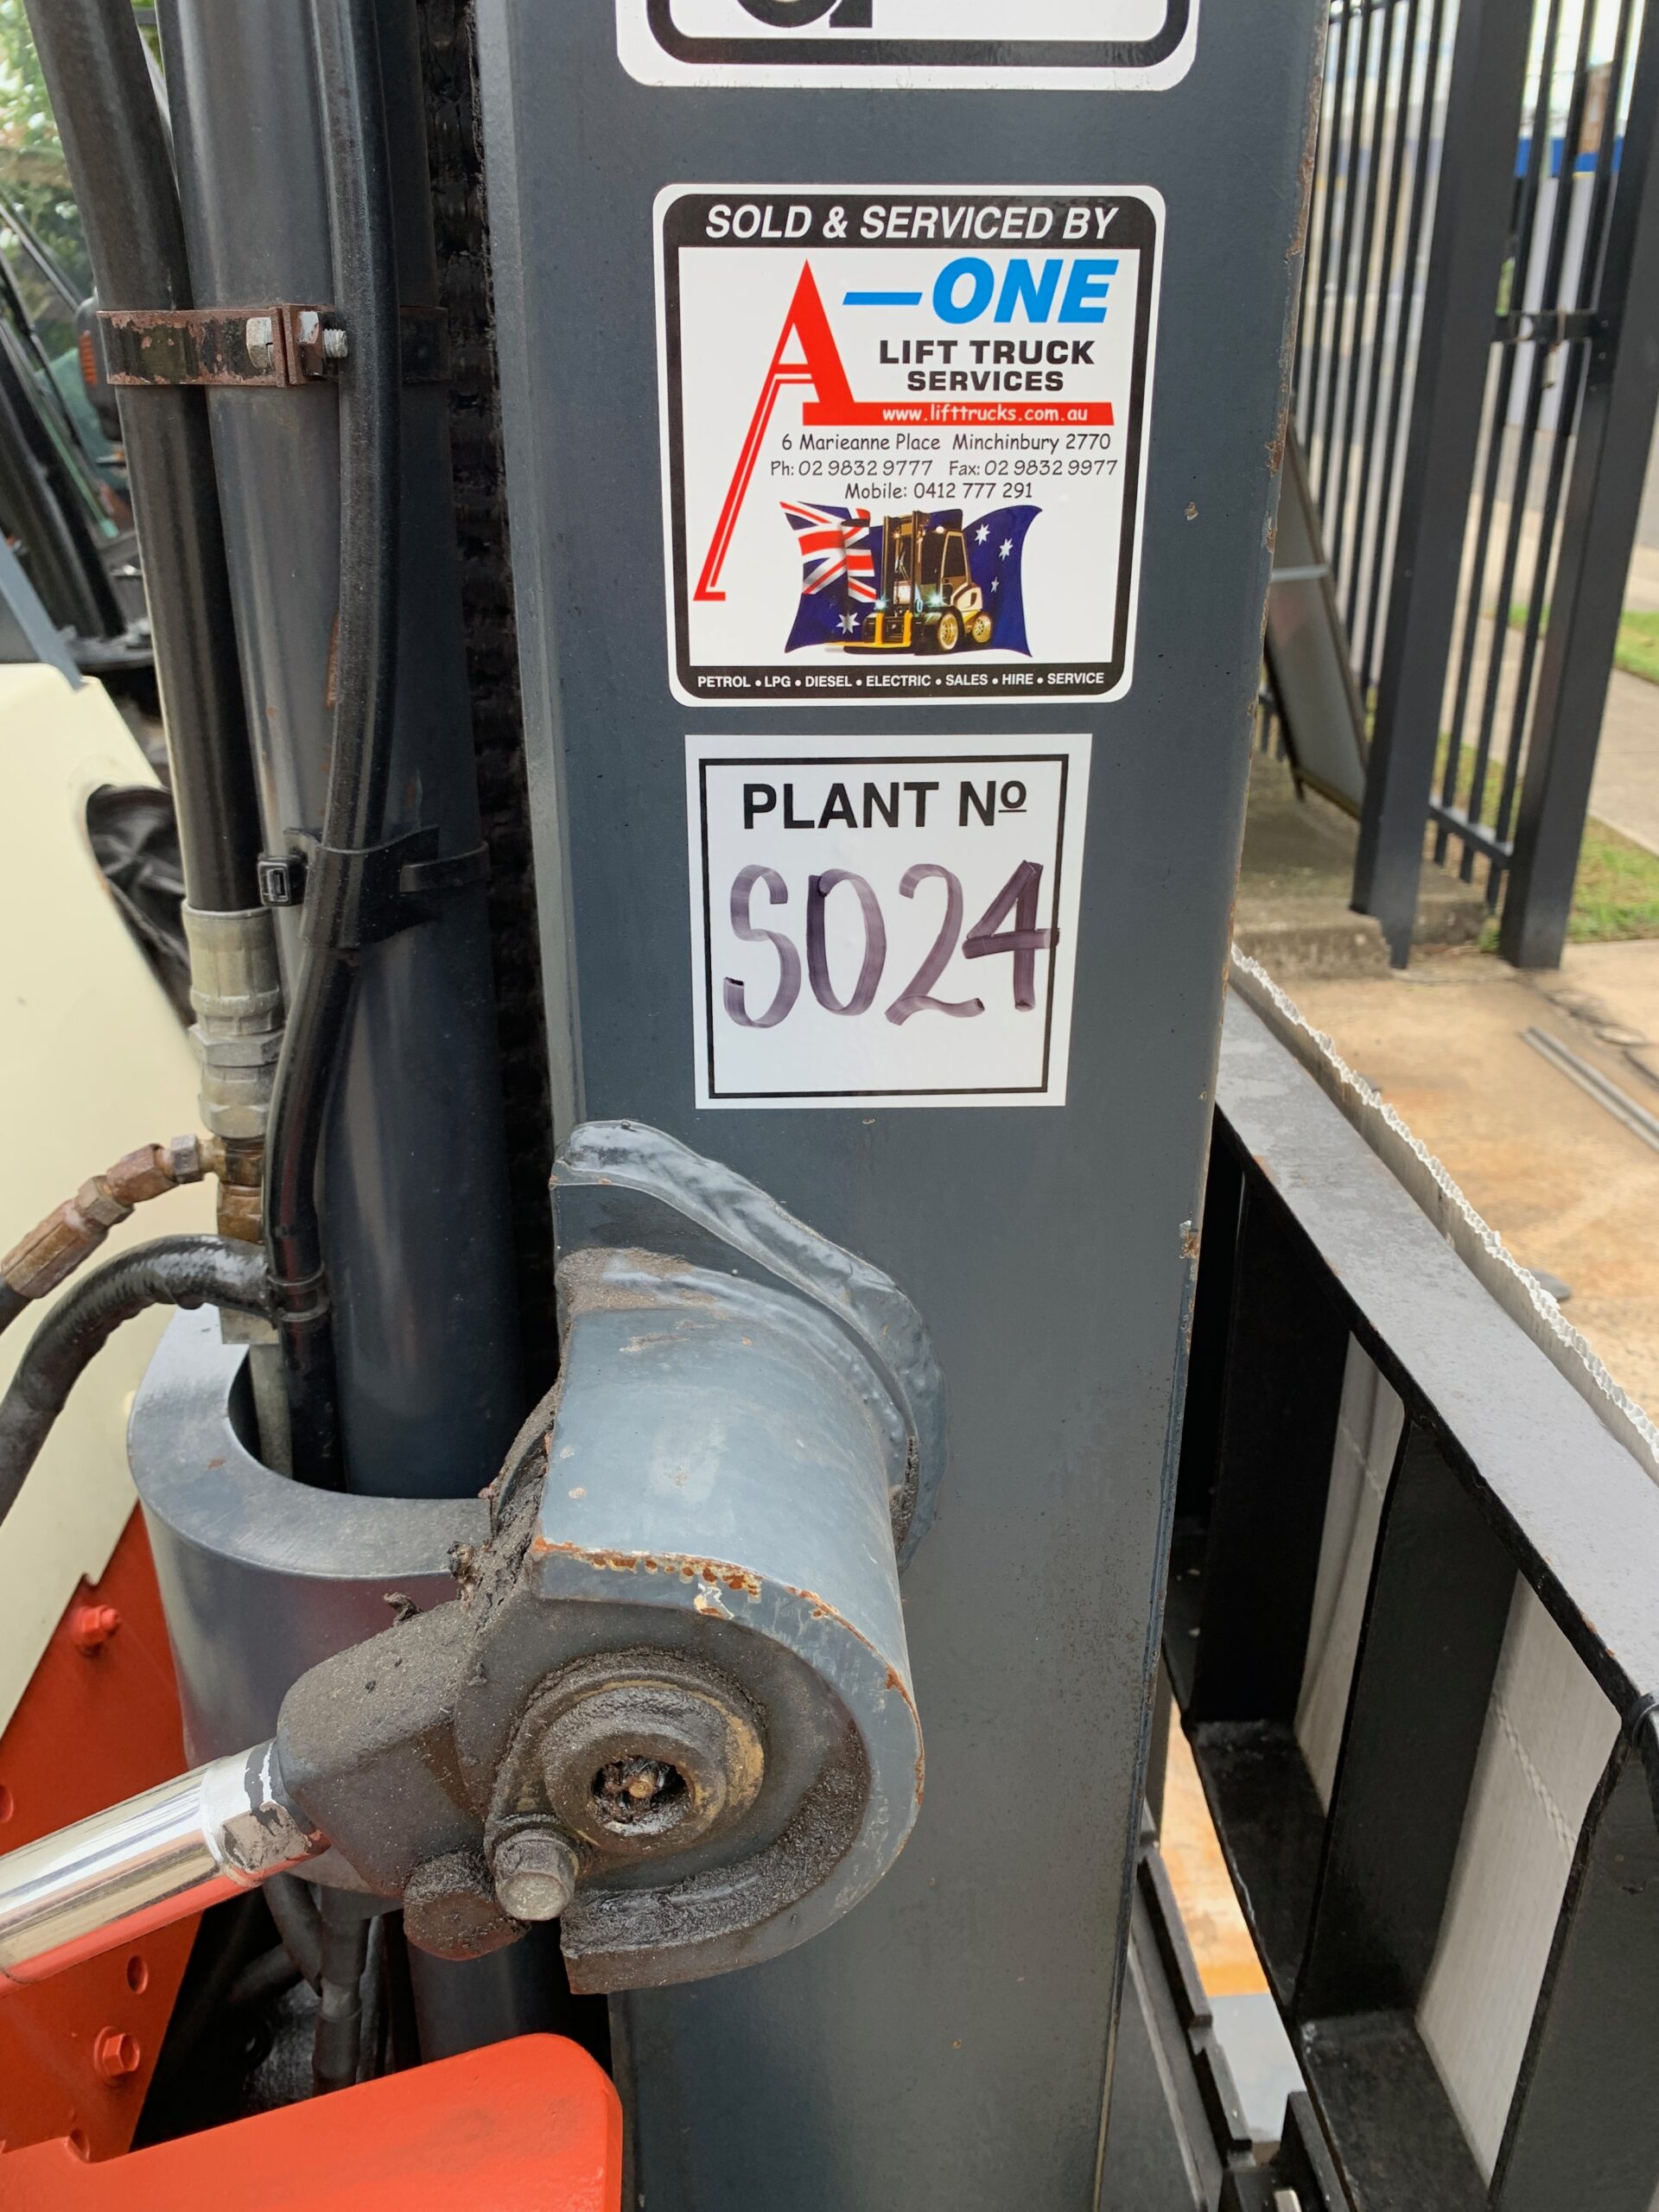 SOLD & SERVICED BY
A-ONE
LIFT TRUCK
SERVICES
www.lifttrucks.com.au
6 Marieanne Place Minchinbury 2770
Ph: 02 9832 9777 Fax: 02 9832 9977
Mobile: 0412 777 291
PETROL • LPG • DIESEL • ELECTRIC • SALES • HIRE • SERVICE
PLANT Nº
S024